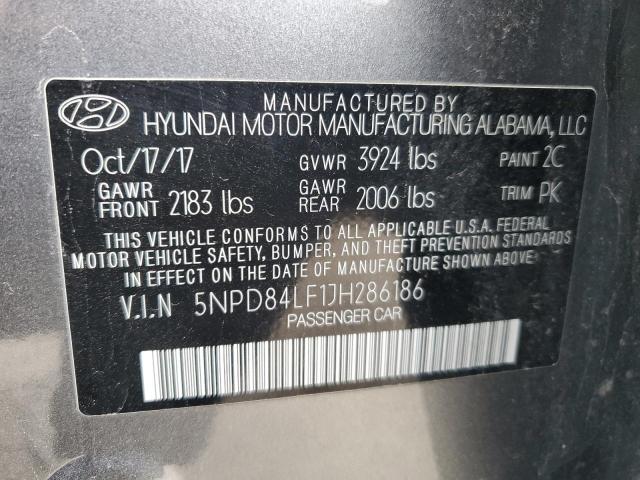 MANUFACTURED BY
HYUNDAI MOTOR MANUFACTURING ALABAMA, LLC
Oct/17/17 GVWR 3924 lbs PAINT 2C
GAWR FRONT 2183 lbs GAWR REAR 2006 lbs TRIM PK
THIS VEHICLE CONFORMS TO ALL APPLICABLE U.S.A. FEDERAL
MOTOR VEHICLE SAFETY, BUMPER, AND THEFT PREVENTION STANDARDS
IN EFFECT ON THE DATE OF MANUFACTURE SHOWN ABOVE.
V.I.N 5NPD84LF1JH286186
PASSENGER CAR